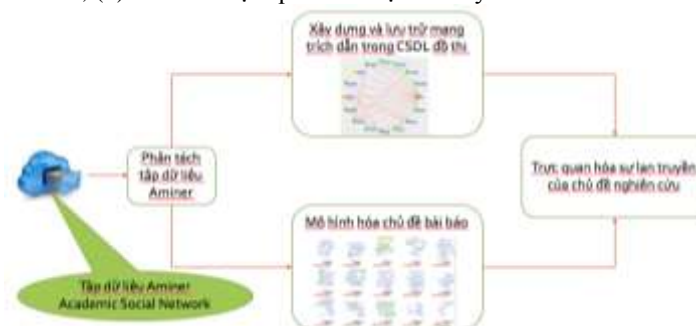 Xây dựng và lưu trữ mạng
trích dẫn trong CSDL đồ thị
Phân tách
tập dữ liệu
Aminer
Trực quan hóa sự lan truyền
của chủ đề nghiên cứu
Mô hình hóa chủ đề bài báo
Tập dữ liệu Aminer
Academic Social Network